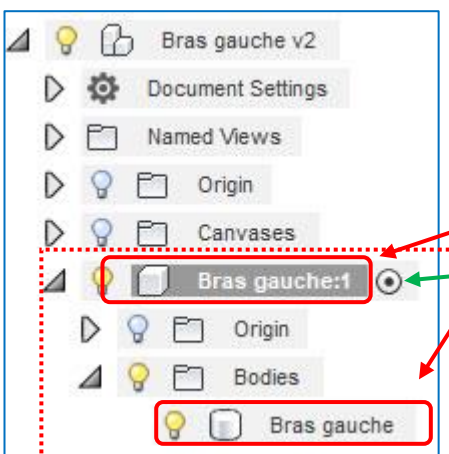 Bras gauche v2
Document Settings
Named Views
Origin
Canvases
Bras gauche:1
Origin
Bodies
Bras gauche